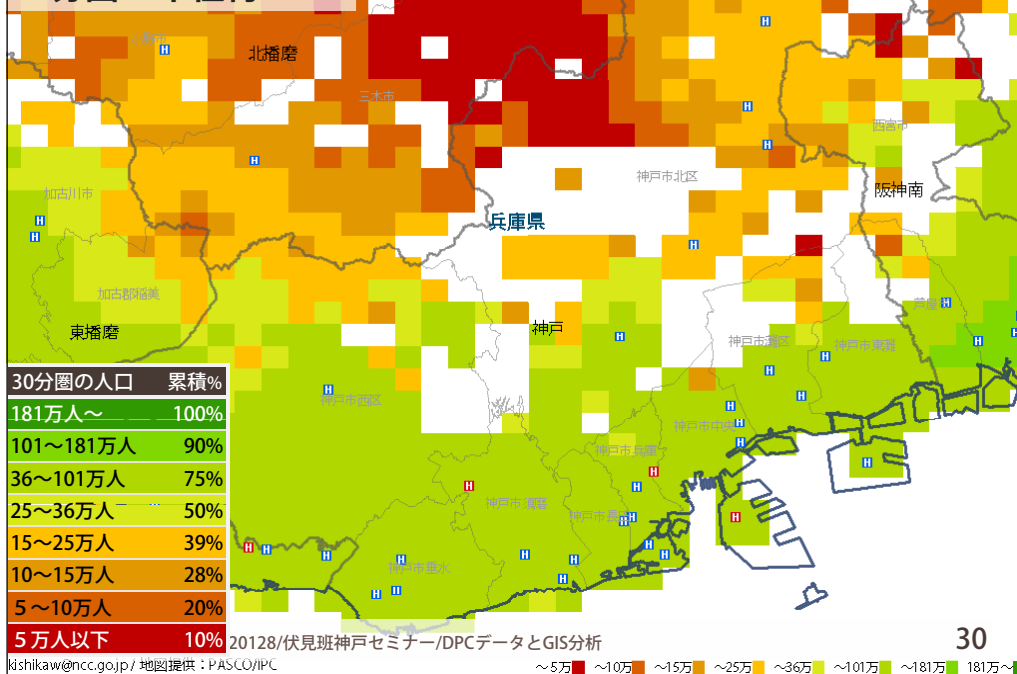 北播磨
三木市
西宮市
神戸市北区
加古川市
阪神南
兵庫県
加古郡稲美
芦屋
東播磨
神戸
神戸市灘区
神戸市東灘
30分圏の人口 累積%
181万人～ 100%
101～181万人 90%
36～101万人 75%
25～36万人 50%
15～25万人 39%
10～15万人 28%
5～10万人 20%
5万人以下 10%
神戸市西区
神戸市中央
神戸市兵庫
神戸市須磨
神戸市長田
神戸市垂水
20128/伏見班神戸セミナー/DPCデータとGIS分析
30
kishikaw@ncc.go.jp / 地図提供：PASCO/IPC
～5万 ～10万 ～15万 ～25万 ～36万 ～101万 ～181万 181万～